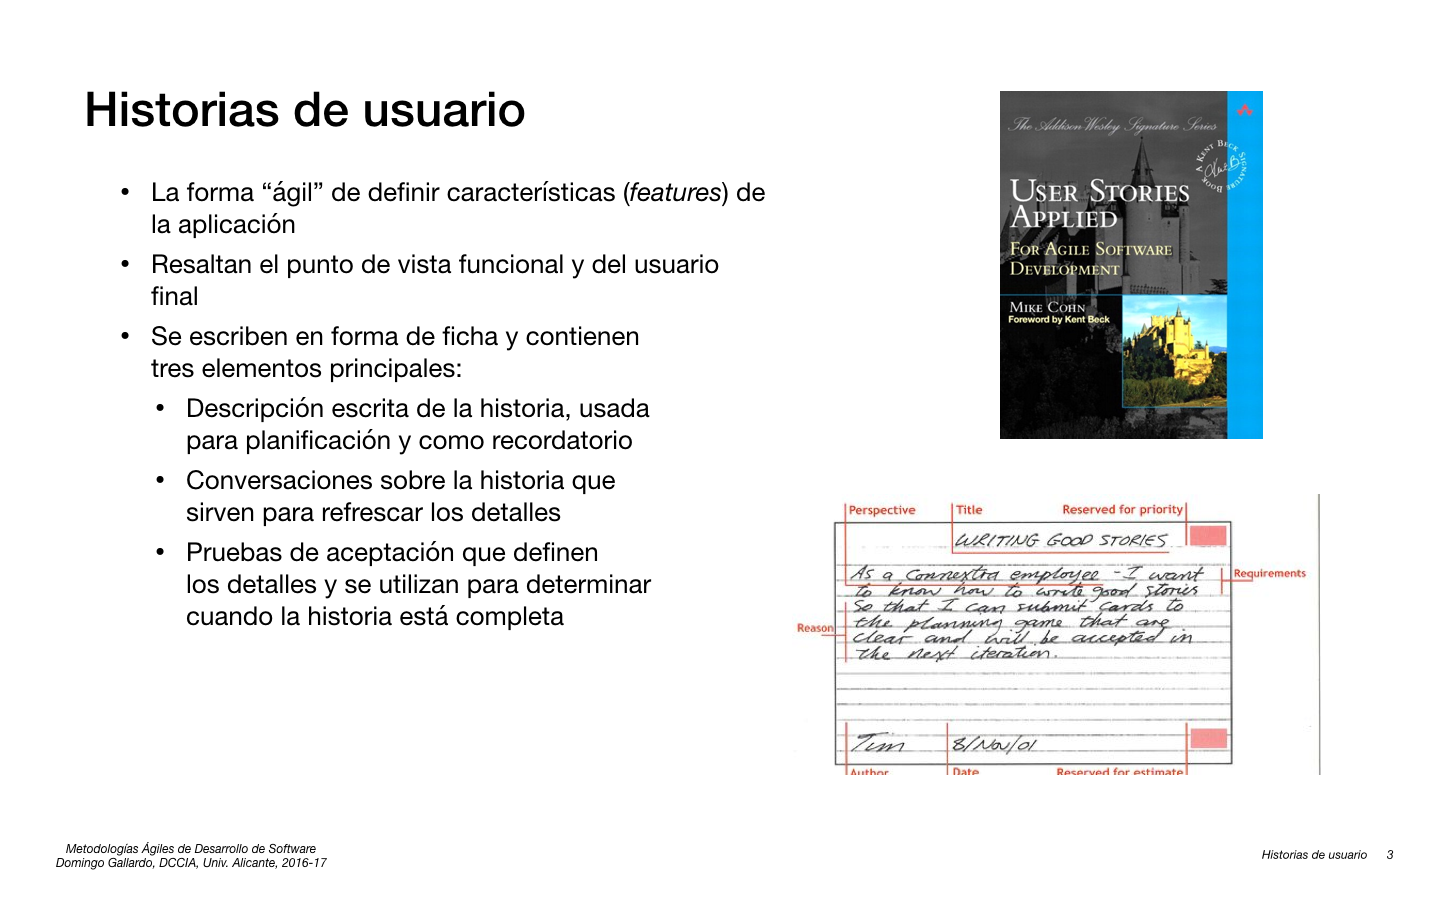 Historias de usuario
• La forma “ágil” de definir características (features) de
la aplicación
• Resaltan el punto de vista funcional y del usuario
final
• Se escriben en forma de ficha y contienen
tres elementos principales:
• Descripción escrita de la historia, usada
para planificación y como recordatorio
• Conversaciones sobre la historia que
sirven para refrescar los detalles
• Pruebas de aceptación que definen
los detalles y se utilizan para determinar
cuando la historia está completa
The Addison Wesley Signature Series
A KENT BECK SIGNATURE BOOK
USER STORIES
APPLIED
FOR AGILE SOFTWARE
DEVELOPMENT
MIKE COHN
Foreword by Kent Beck
Perspective Title Reserved for priority
WRITING GOOD STORIES
As a Connextra employee - I want
Requirements
to know how to write good stories
So that I can submit cards to
the planning game that are
Reason
clear and will be accepted in
the next iteration.
Tim 8/Nov/01
Author Date Reserved for estimate
Metodologías Ágiles de Desarrollo de Software
Domingo Gallardo, DCCIA, Univ. Alicante, 2016-17
Historias de usuario 3